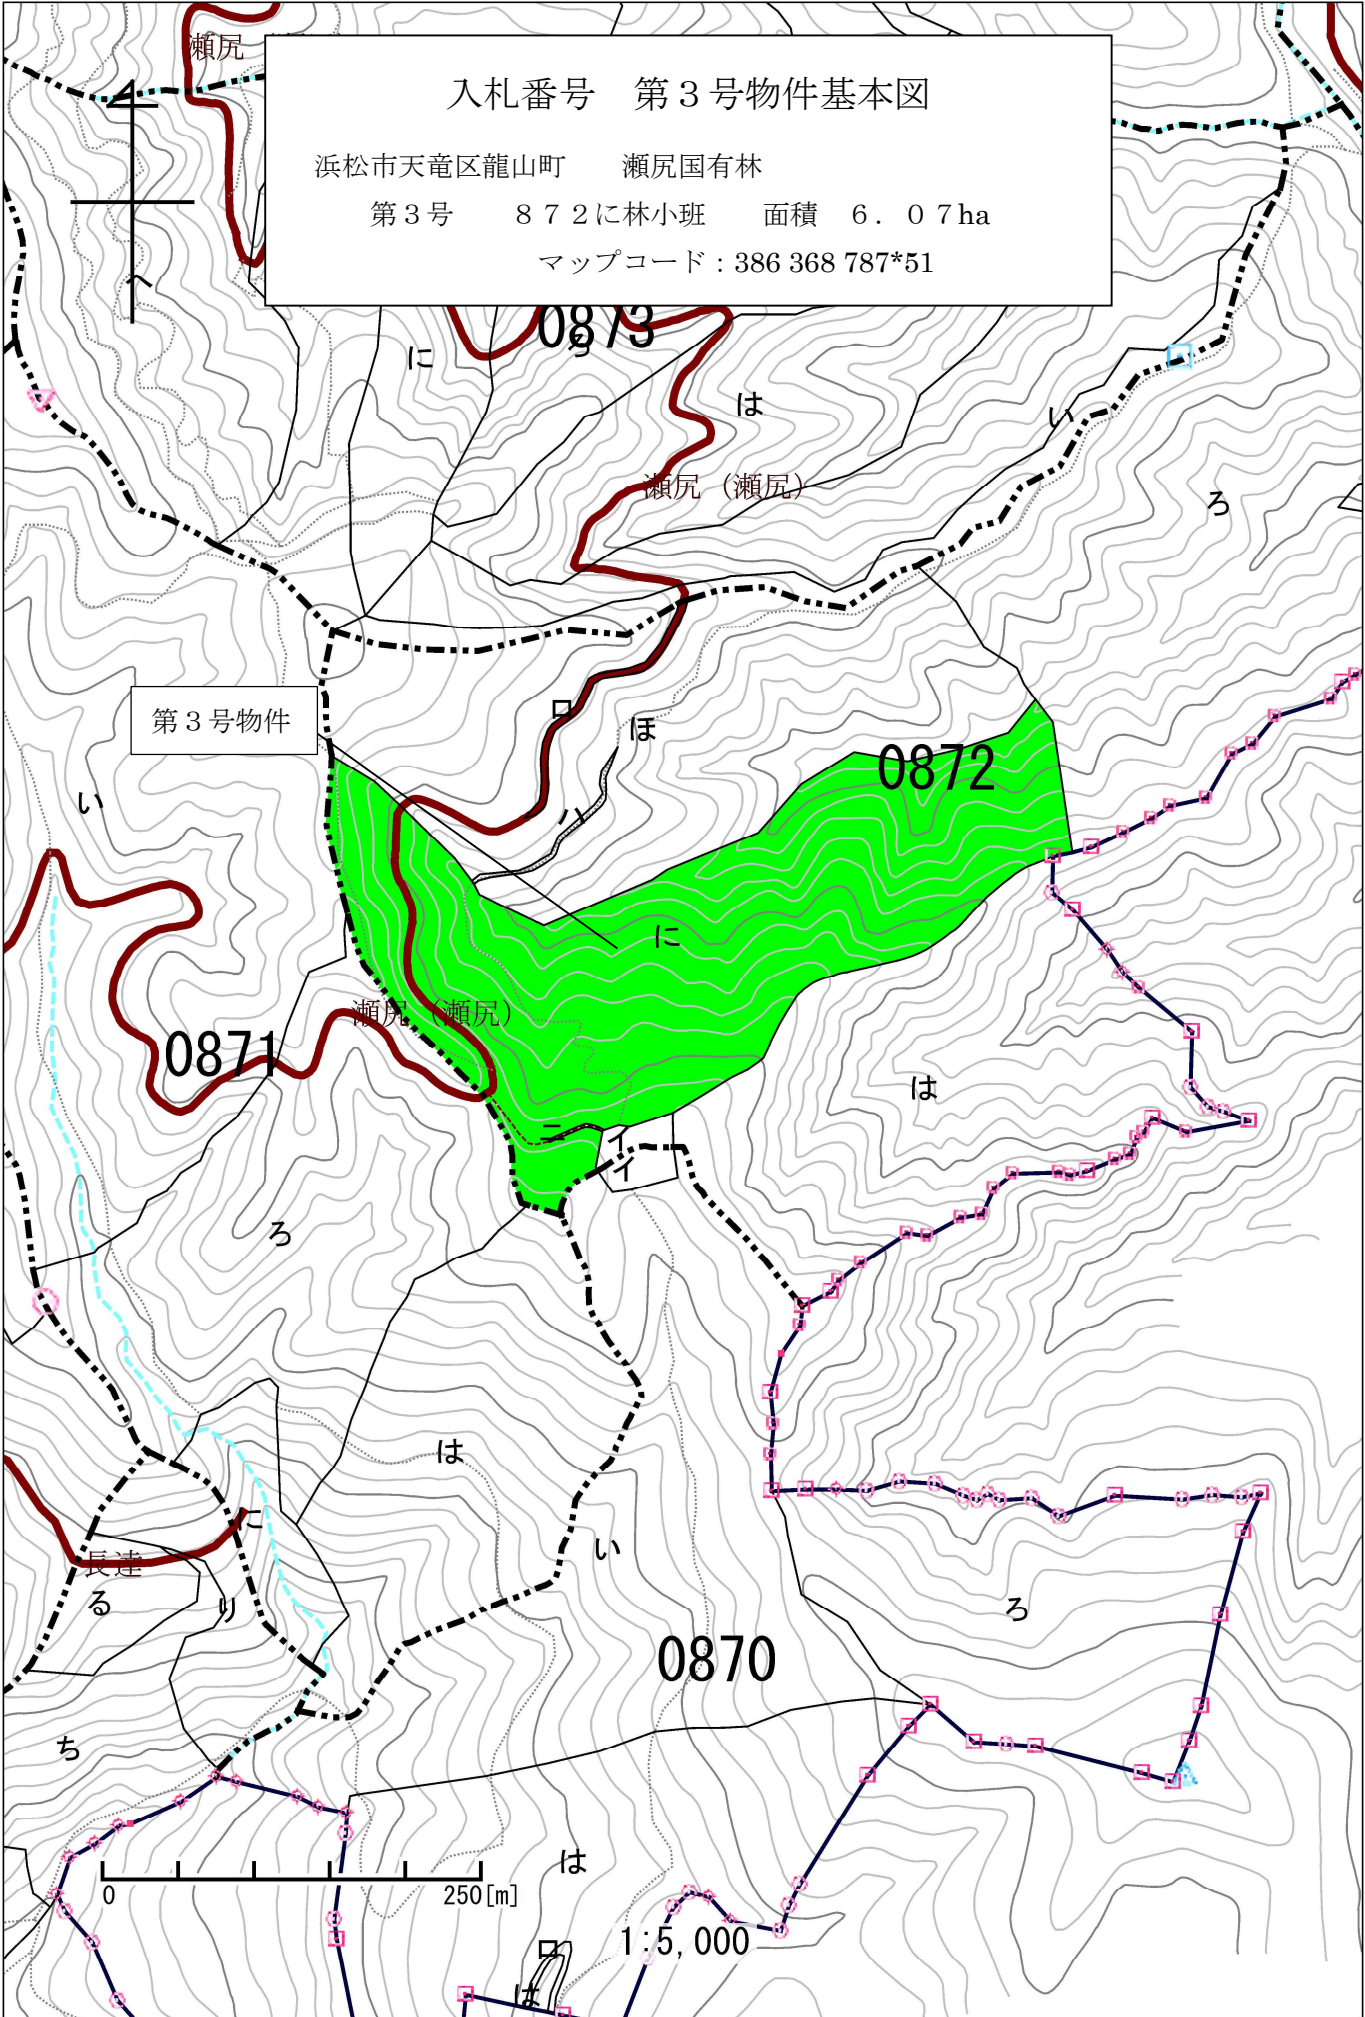 瀬尻
入札番号　第３号物件基本図
浜松市天竜区龍山町　　瀬尻国有林
第３号　　８７２に林小班　　面積　６．０７ha
マップコード：386 368 787*51
へ
0873
に
ろ
は
い
瀬尻（瀬尻）
ろ
第３号物件
ロ
ほ
0872
い
ハ
に
瀬尻（瀬尻）
0871
は
ニ
イ
イ
ろ
は
に
い
長達
る
り
ろ
0870
ち
は
0
250[m]
1:5,000
ロ
は